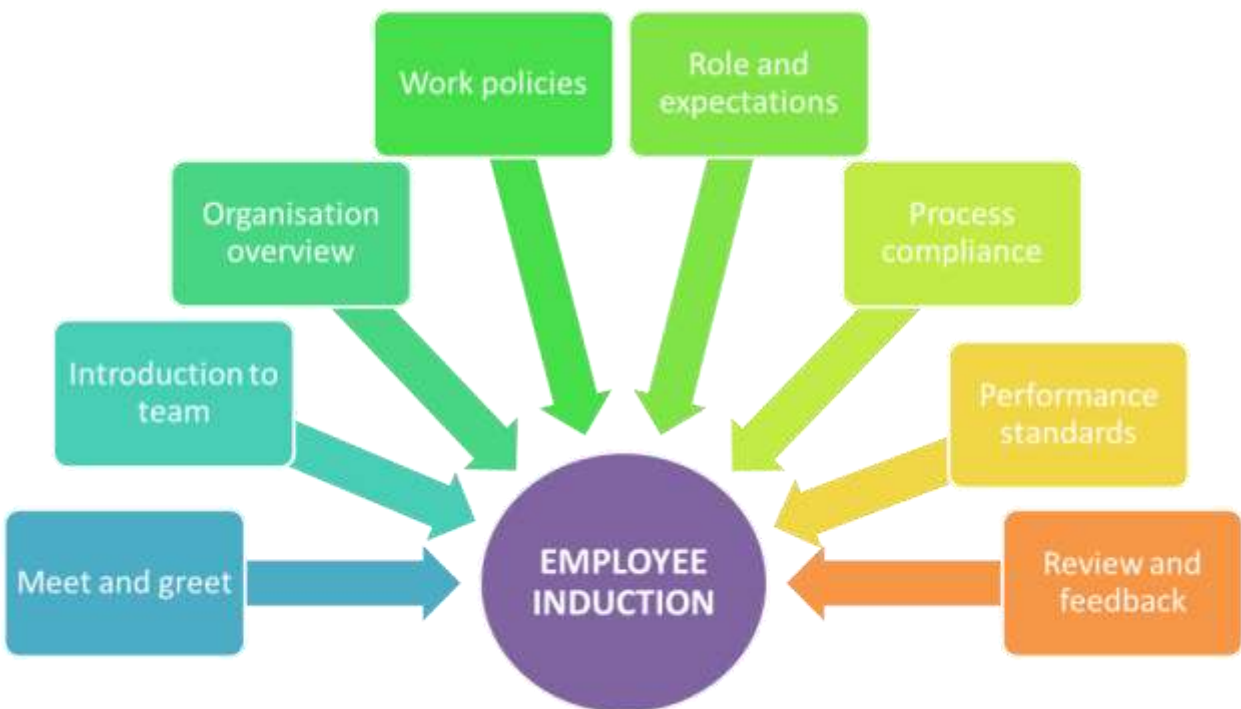 Work policies
Role and
expectations
Organisation
overview
Process
compliance
Introduction to
team
Performance
standards
Meet and greet
EMPLOYEE
INDUCTION
Review and
feedback